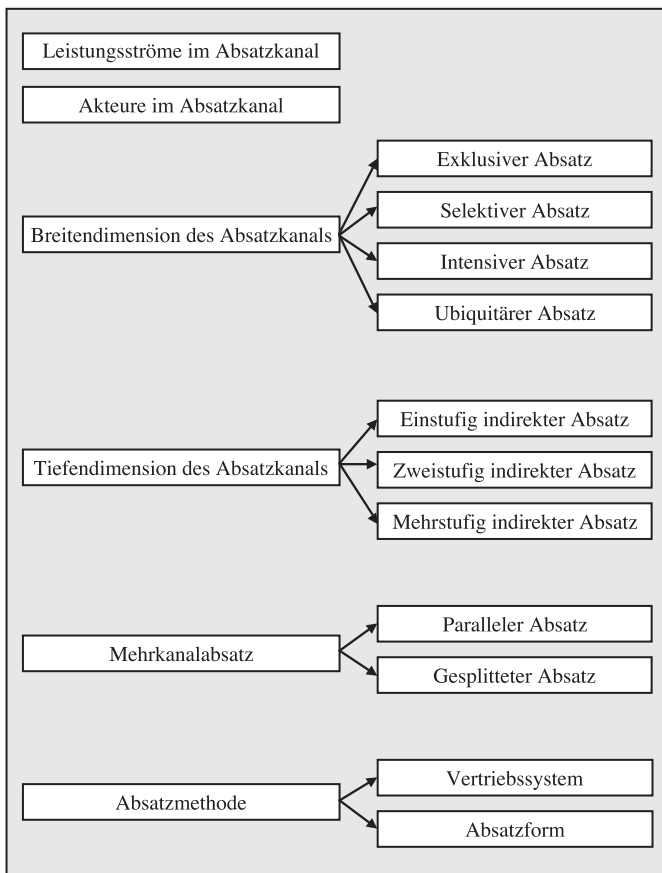 Leistungsströme im Absatzkanal
Akteure im Absatzkanal
Breitendimension des Absatzkanals
Exklusiver Absatz
Selektiver Absatz
Intensiver Absatz
Ubiquitärer Absatz
Tiefendimension des Absatzkanals
Einstufig indirekter Absatz
Zweistufig indirekter Absatz
Mehrstufig indirekter Absatz
Mehrkanalabsatz
Paralleler Absatz
Gesplitteter Absatz
Absatzmethode
Vertriebssystem
Absatzform